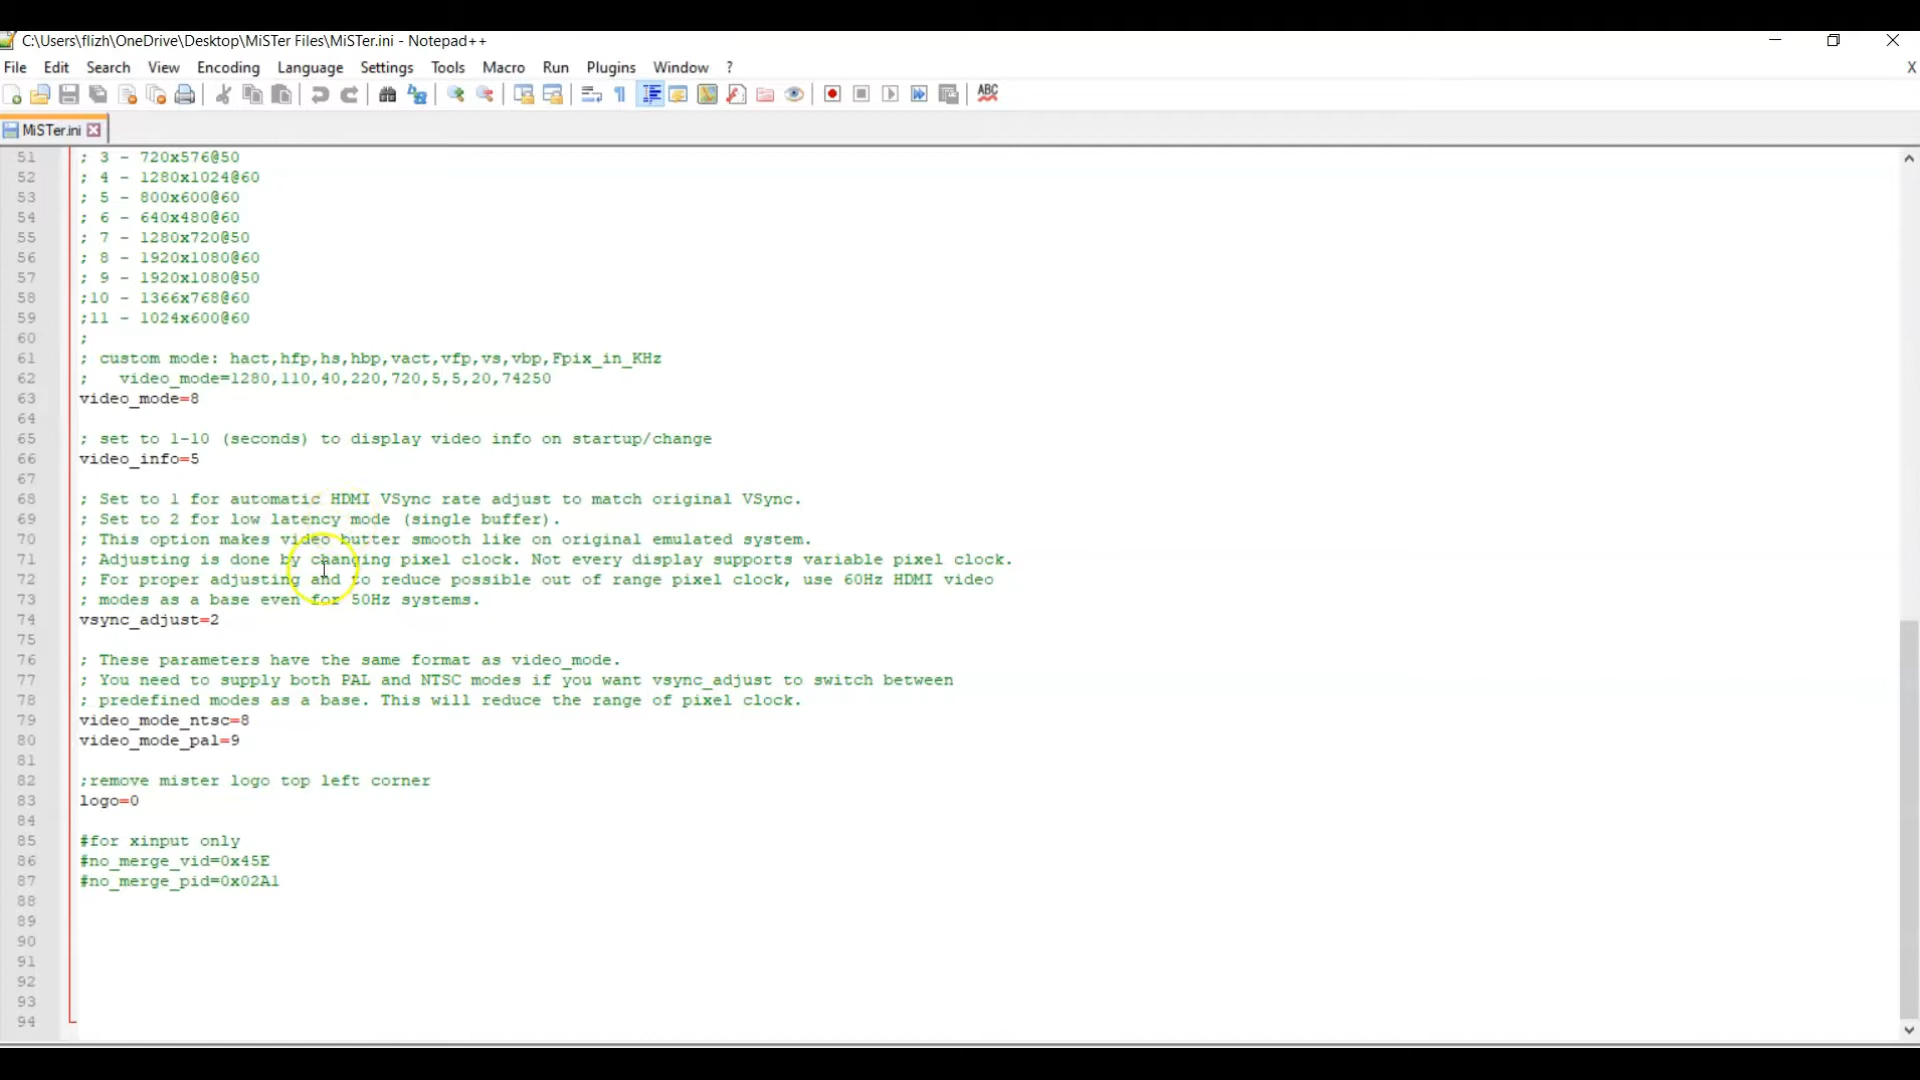 C:\Users\flizh\OneDrive\Desktop\MiSTer Files\MiSTer.ini - Notepad++
File Edit Search View Encoding Language Settings Tools Macro Run Plugins Window ? X
ABC
MiSTer.ini
51 ; 3 - 720x576@50
52 ; 4 - 1280x1024@60
53 ; 5 - 800x600@60
54 ; 6 - 640x480@60
55 ; 7 - 1280x720@50
56 ; 8 - 1920x1080@60
57 ; 9 - 1920x1080@50
58 ;10 - 1366x768@60
59 ;11 - 1024x600@60
60 ;
61 ; custom mode: hact,hfp,hs,hbp,vact,vfp,vs,vbp,Fpix_in_KHz
62 ;   video_mode=1280,110,40,220,720,5,5,20,74250
63 video_mode=8
64
65 ; set to 1-10 (seconds) to display video info on startup/change
66 video_info=5
67
68 ; Set to 1 for automatic HDMI VSync rate adjust to match original VSync.
69 ; Set to 2 for low latency mode (single buffer).
70 ; This option makes video butter smooth like on original emulated system.
71 ; Adjusting is done by changing pixel clock. Not every display supports variable pixel clock.
72 ; For proper adjusting and to reduce possible out of range pixel clock, use 60Hz HDMI video
73 ; modes as a base even for 50Hz systems.
74 vsync_adjust=2
75
76 ; These parameters have the same format as video_mode.
77 ; You need to supply both PAL and NTSC modes if you want vsync_adjust to switch between
78 ; predefined modes as a base. This will reduce the range of pixel clock.
79 video_mode_ntsc=8
80 video_mode_pal=9
81
82 ;remove mister logo top left corner
83 logo=0
84
85 #for xinput only
86 #no_merge_vid=0x45E
87 #no_merge_pid=0x02A1
88
89
90
91
92
93
94